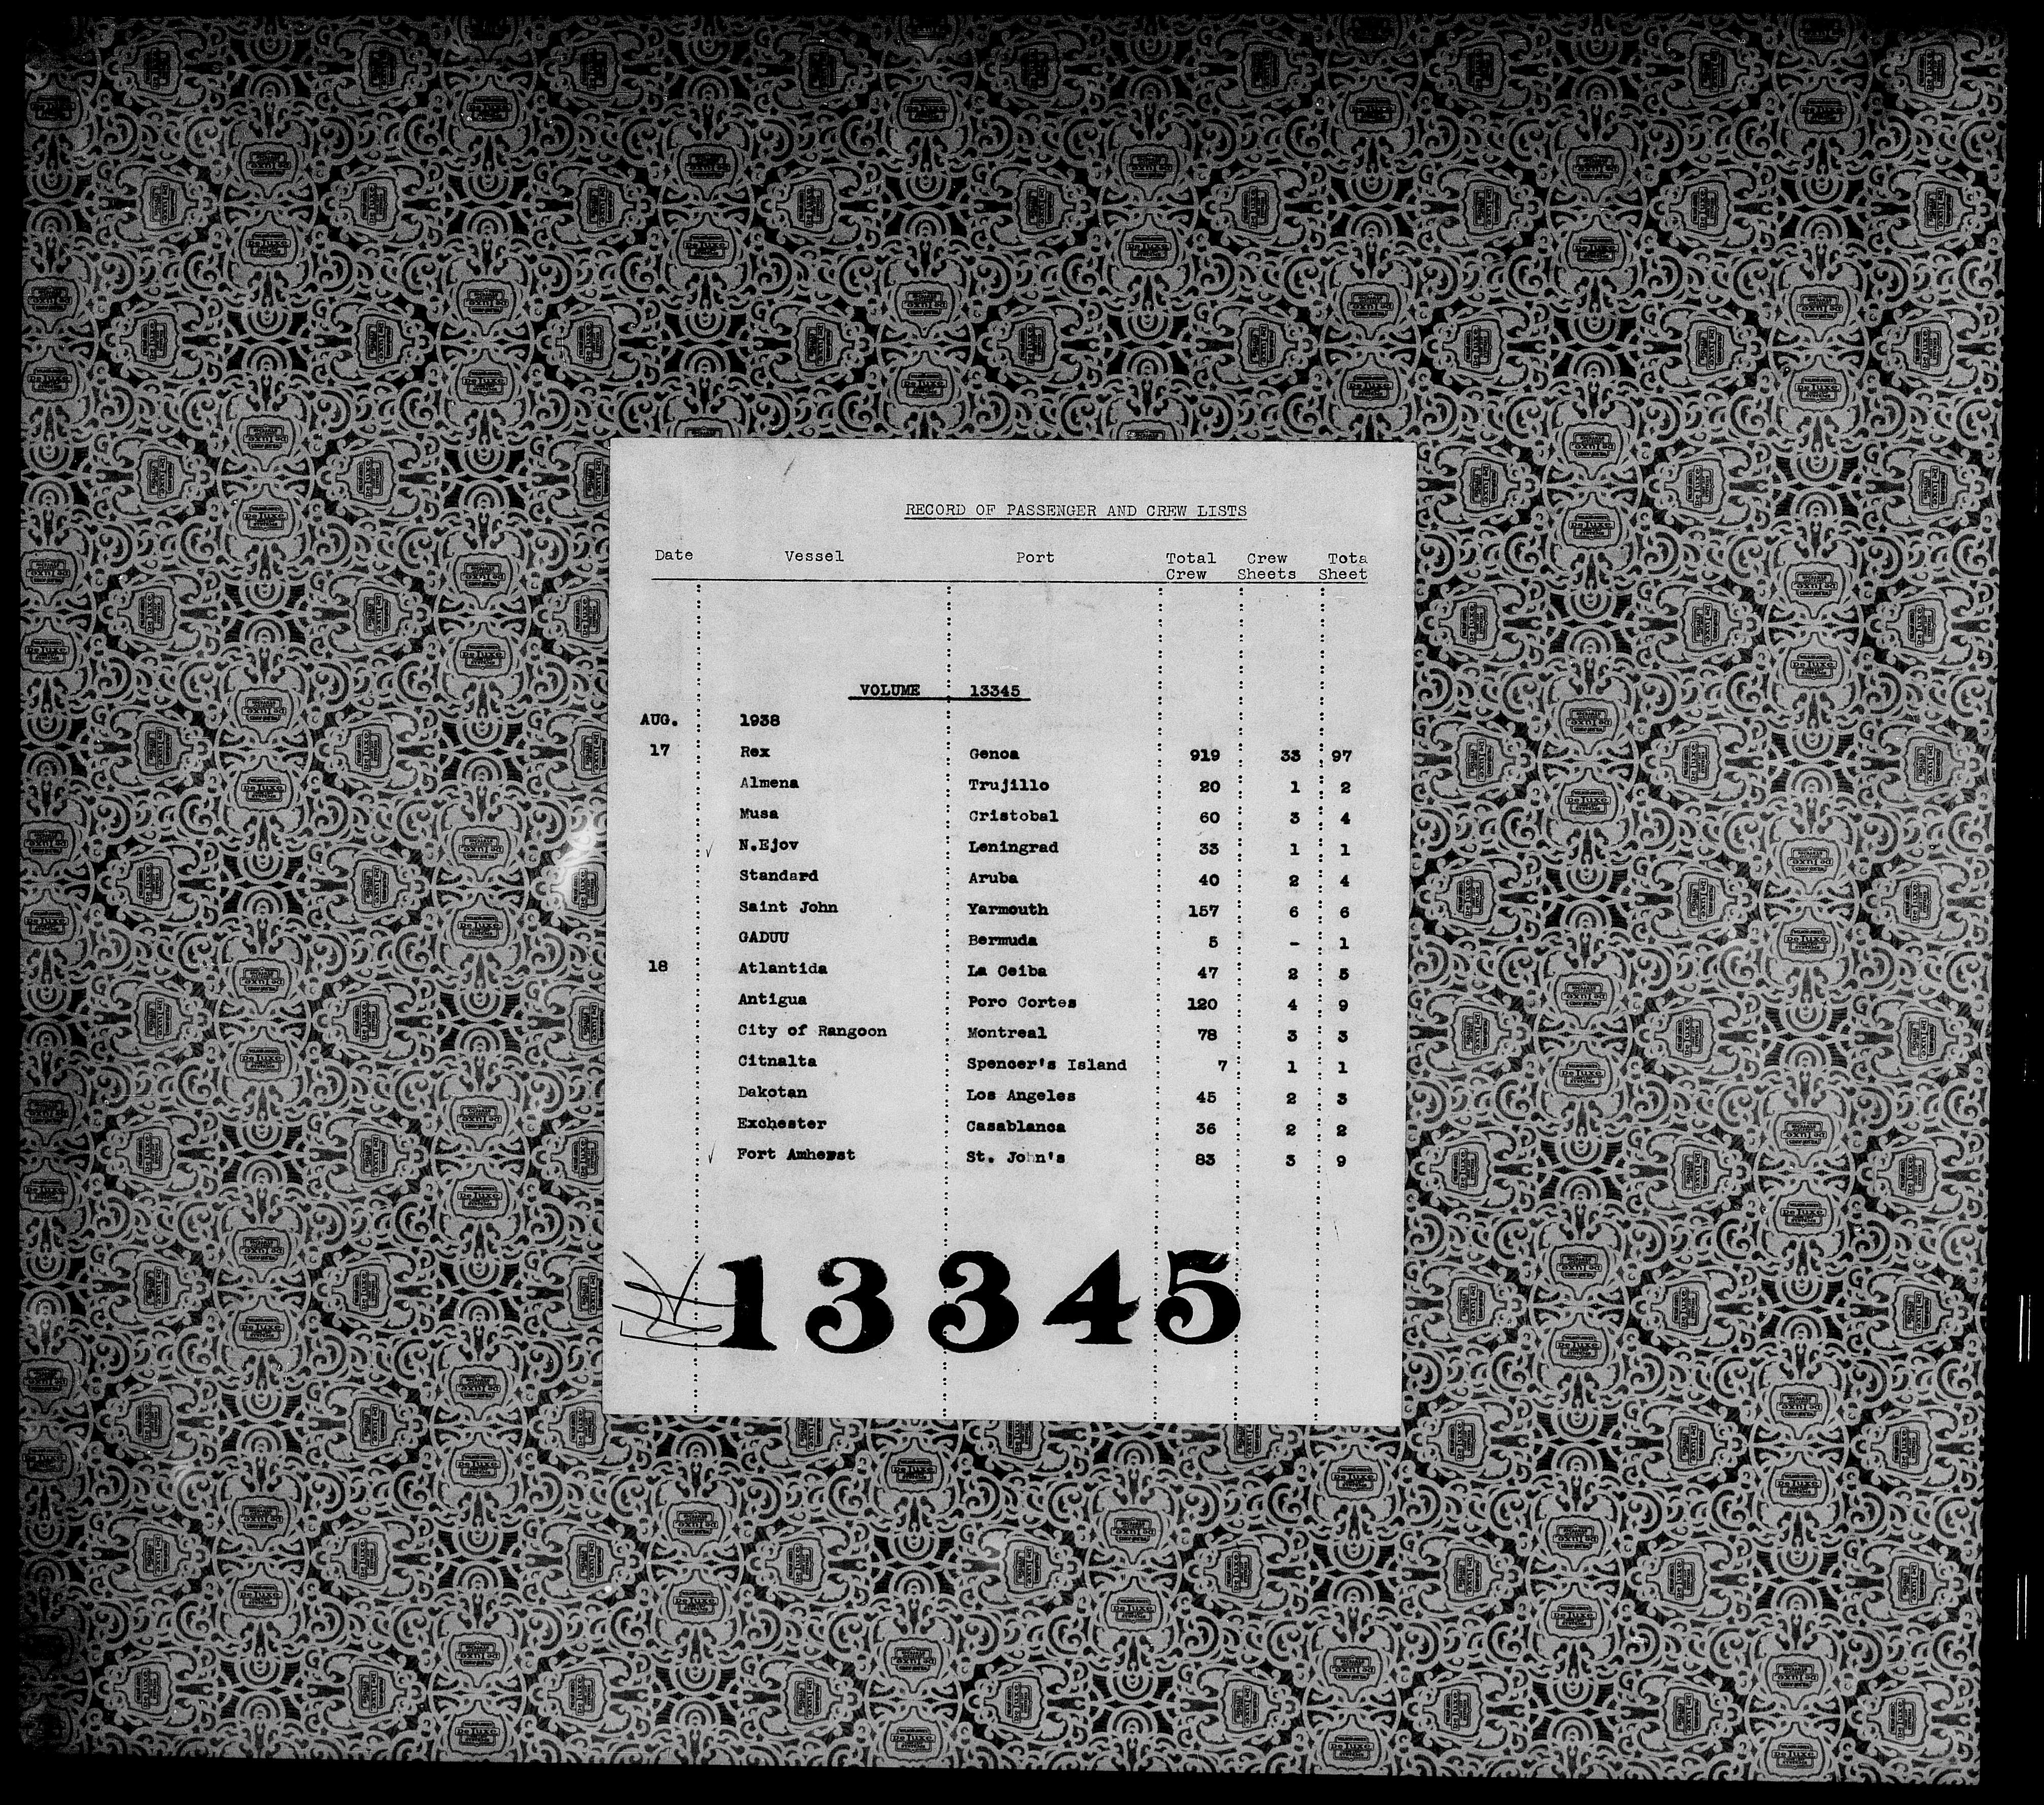 RECORD OF PASSENGER AND CREW LISTS
Date Vessel Port Total Crew Tota
Crew Sheets Sheet
VOLUME 13345
AUG. 1938
17 Rex Genoa 919 33 97
Almena Trujillo 20 1 2
Musa Cristobal 60 3 4
N.Ejov Leningrad 33 1 1
Standard Aruba 40 2 4
Saint John Yarmouth 157 6 6
GADUU Bermuda 5 - 1
18 Atlantida La Ceiba 47 2 5
Antigua Poro Cortes 120 4 9
City of Rangoon Montreal 78 3 3
Citnalta Spencer's Island 7 1 1
Dakotan Los Angeles 45 2 3
Exchester Casablanca 36 2 2
Fort Amherst St. John's 83 3 9
13345
De Luxe